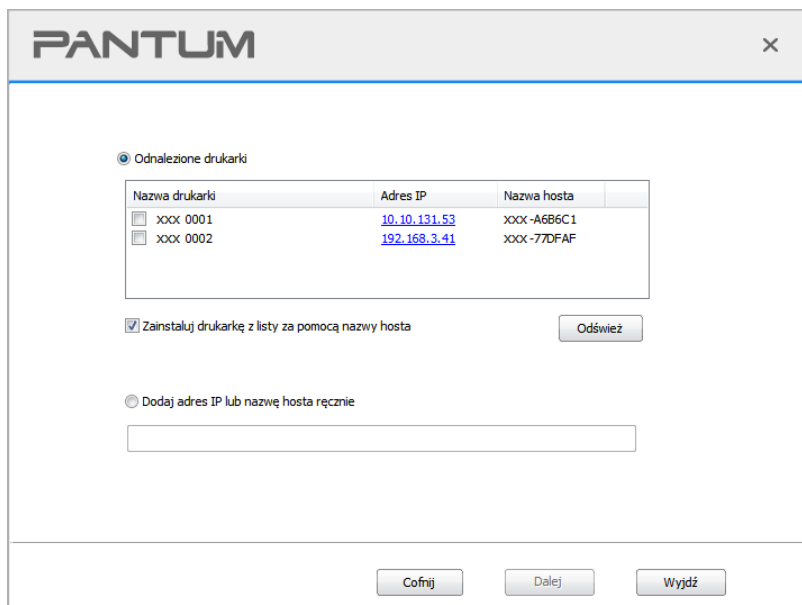 PANTUM
Odnalezione drukarki
Nazwa drukarki Adres IP Nazwa hosta
XXX 0001 10.10.131.53 XXX-A6B6C1
XXX 0002 192.168.3.41 XXX-77DFAF
Zainstaluj drukarkę z listy za pomocą nazwy hosta Odśwież
Dodaj adres IP lub nazwę hosta ręcznie
Cofnij Dalej Wyjdź